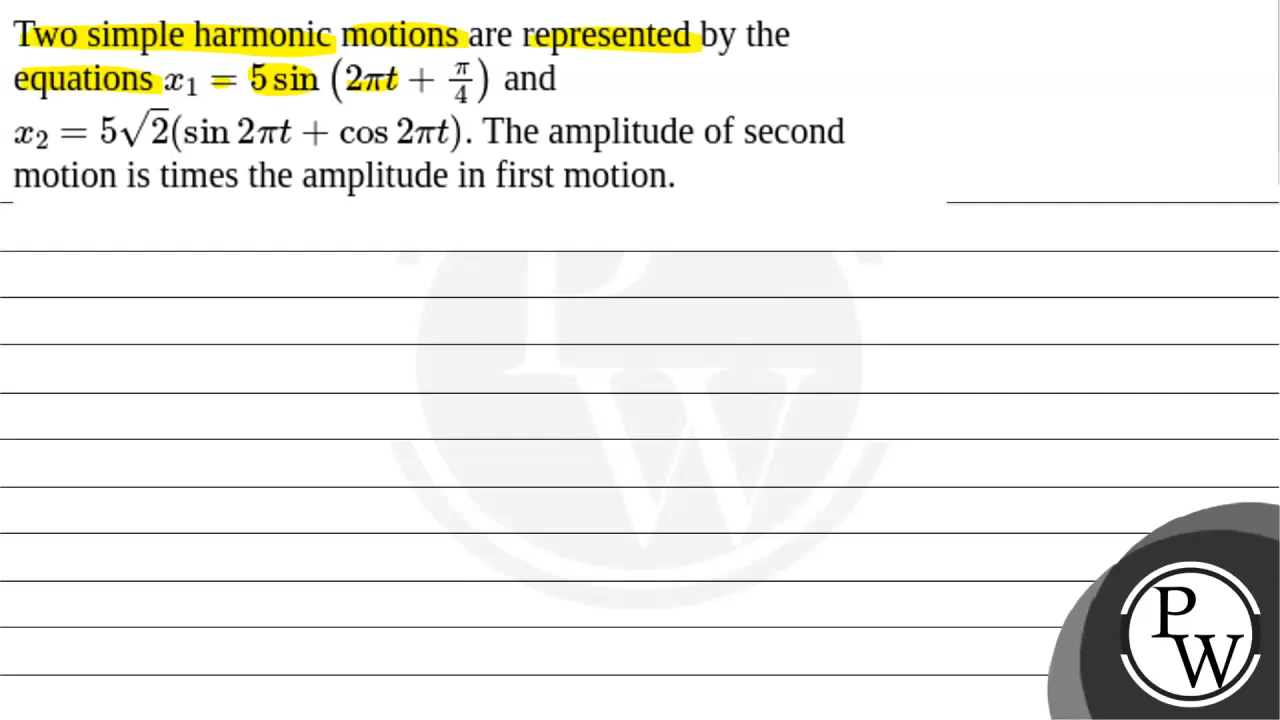 Two simple harmonic motions are represented by the
equations x₁ = 5 sin (2πt + π/4) and
x₂ = 5√2(sin 2πt + cos 2πt). The amplitude of second
motion is times the amplitude in first motion.
P
W
P
W